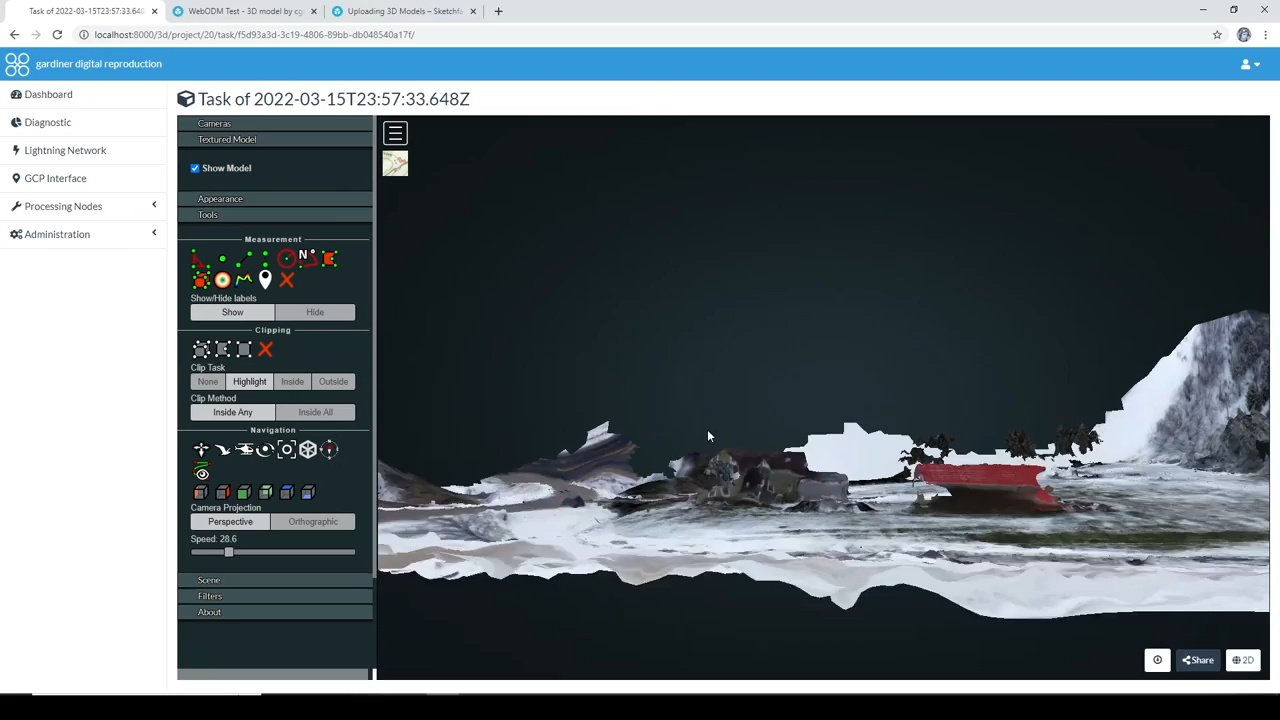 Task of 2022-03-15T23:57:33.648
WebODM Test - 3D model by cg
Uploading 3D Models – Sketchfa
localhost:8000/3d/project/20/task/f5d93a3d-3c19-4806-89bb-db048540a17f/
gardiner digital reproduction
Dashboard
Diagnostic
Lightning Network
GCP Interface
Processing Nodes
Administration
Task of 2022-03-15T23:57:33.648Z
Cameras
Textured Model
Show Model
Appearance
Tools
Measurement
N°
Show/Hide labels
Show Hide
Clipping
Clip Task
None Highlight Inside Outside
Clip Method
Inside Any Inside All
Navigation
Camera Projection
Perspective Orthographic
Speed: 28.6
Scene
Filters
About
Share
2D